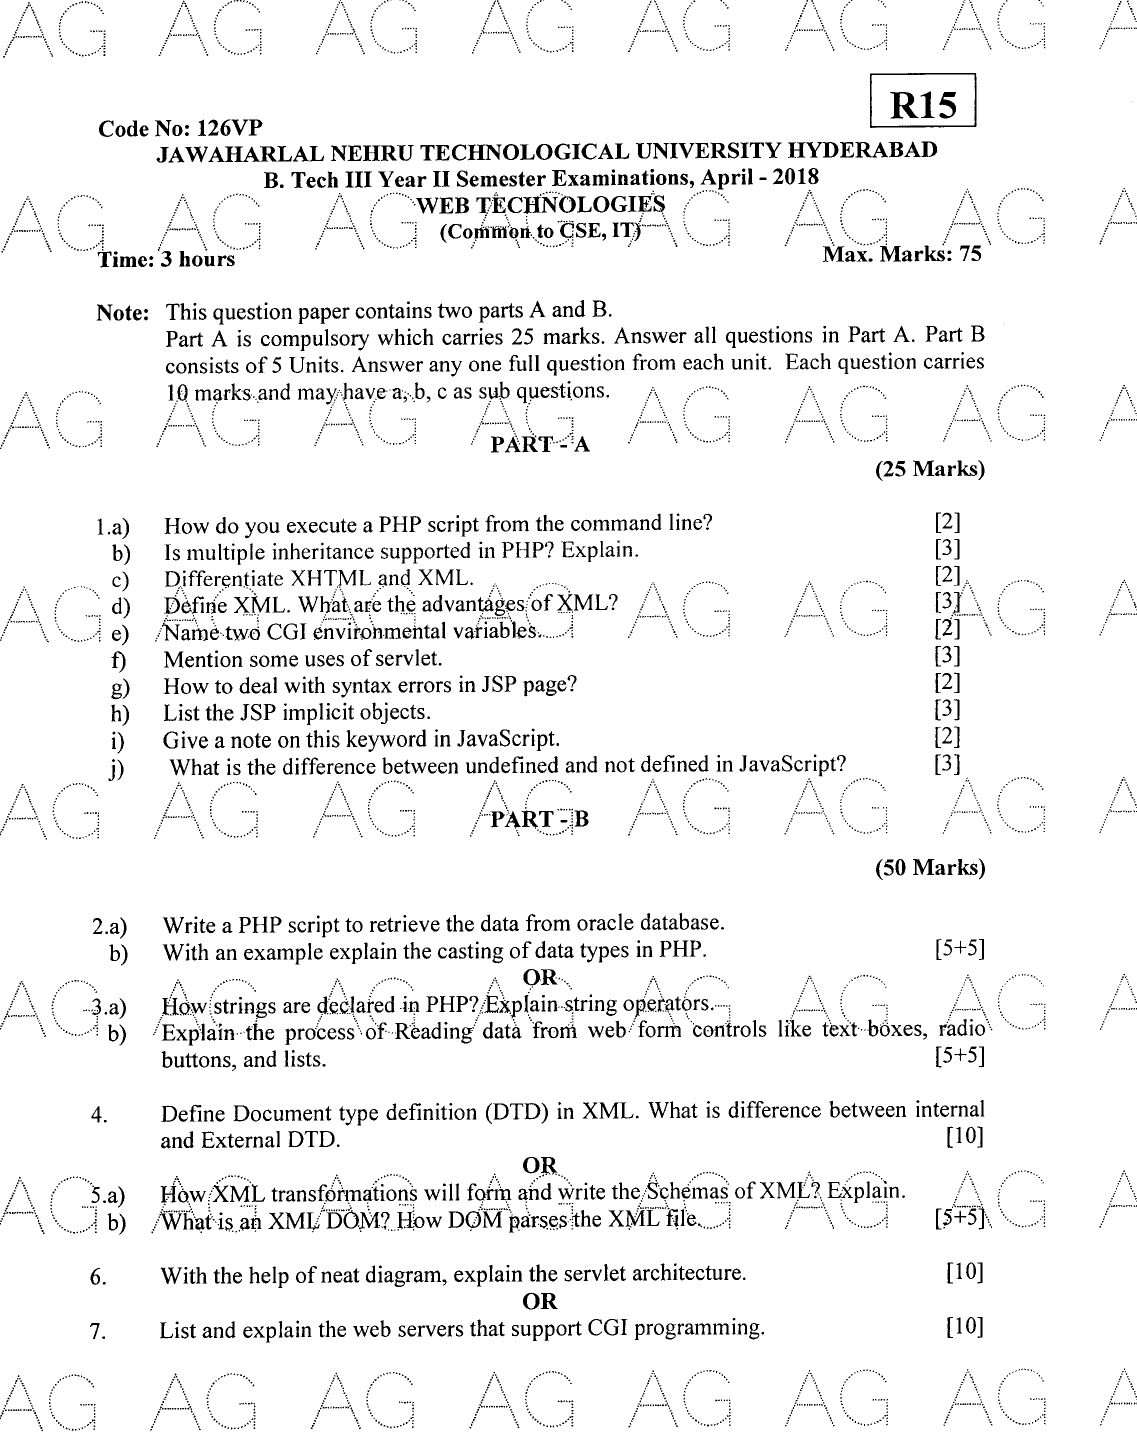 R15
Code No: 126VP
JAWAHARLAL NEHRU TECHNOLOGICAL UNIVERSITY HYDERABAD
B. Tech III Year II Semester Examinations, April - 2018
WEB TECHNOLOGIES
(Common to CSE, IT)
Time: 3 hours Max. Marks: 75
Note: This question paper contains two parts A and B.
Part A is compulsory which carries 25 marks. Answer all questions in Part A. Part B
consists of 5 Units. Answer any one full question from each unit. Each question carries
10 marks and may have a, b, c as sub questions.
PART - A
(25 Marks)
1.a) How do you execute a PHP script from the command line? [2]
b) Is multiple inheritance supported in PHP? Explain. [3]
c) Differentiate XHTML and XML. [2]
d) Define XML. What are the advantages of XML? [3]
e) Name two CGI environmental variables. [2]
f) Mention some uses of servlet. [3]
g) How to deal with syntax errors in JSP page? [2]
h) List the JSP implicit objects. [3]
i) Give a note on this keyword in JavaScript. [2]
j) What is the difference between undefined and not defined in JavaScript? [3]
PART - B
(50 Marks)
2.a) Write a PHP script to retrieve the data from oracle database.
b) With an example explain the casting of data types in PHP. [5+5]
OR
3.a) How strings are declared in PHP? Explain string operators.
b) Explain the process of Reading data from web form controls like text boxes, radio
buttons, and lists. [5+5]
4. Define Document type definition (DTD) in XML. What is difference between internal
and External DTD. [10]
OR
5.a) How XML transformations will form and write the Schemas of XML? Explain.
b) What is an XML DOM? How DOM parses the XML file. [5+5]
6. With the help of neat diagram, explain the servlet architecture. [10]
OR
7. List and explain the web servers that support CGI programming. [10]